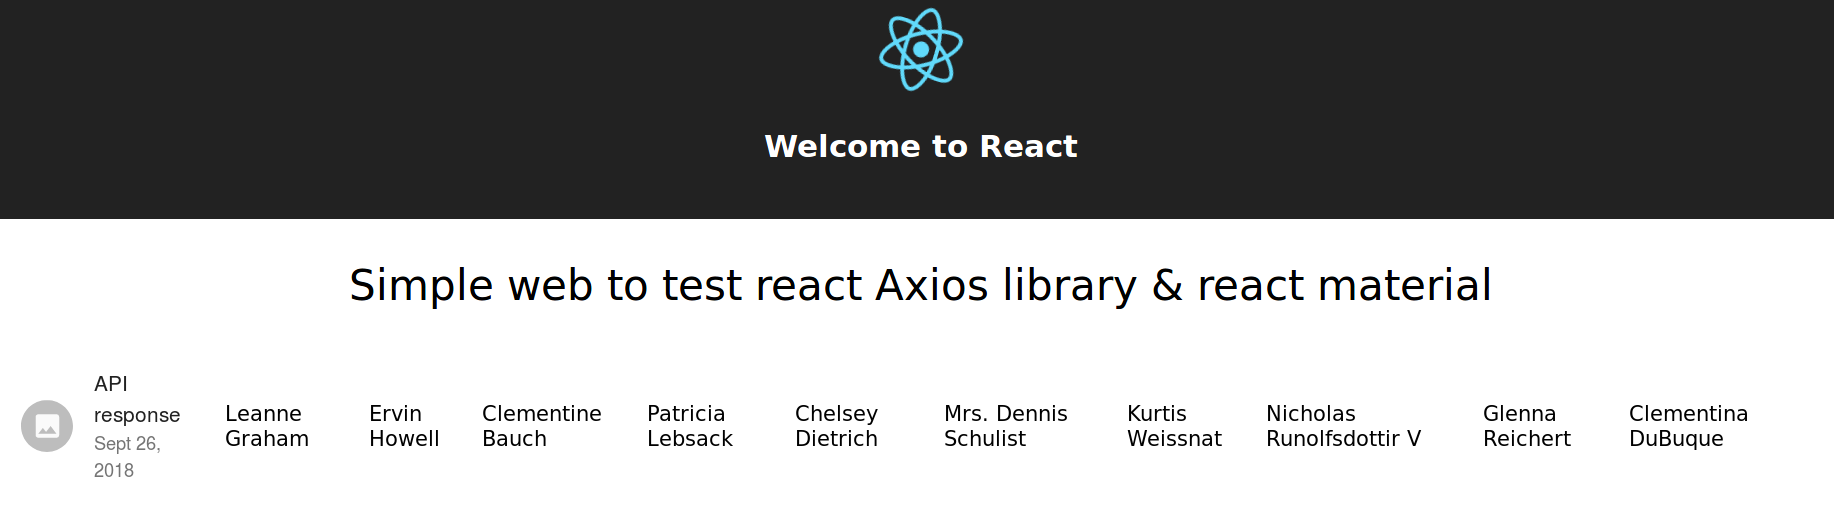 Welcome to React
Simple web to test react Axios library & react material
API
response
Sept 26,
2018
Leanne
Graham
Ervin
Howell
Clementine
Bauch
Patricia
Lebsack
Chelsey
Dietrich
Mrs. Dennis
Schulist
Kurtis
Weissnat
Nicholas
Runolfsdottir V
Glenna
Reichert
Clementina
DuBuque